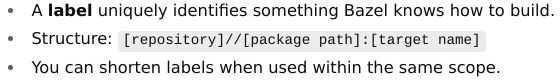 • A label uniquely identifies something Bazel knows how to build.
• Structure: [repository]//[package path]:[target name]
• You can shorten labels when used within the same scope.